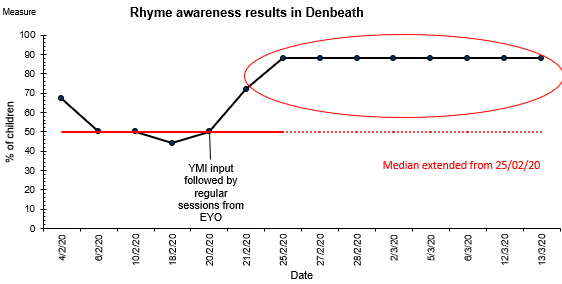 Measure
Rhyme awareness results in Denbeath
% of children
100
90
80
70
60
50
40
30
20
10
0
YMI input
followed by
regular
sessions from
EYO
Median extended from 25/02/20
4/2/20
6/2/20
10/2/20
18/2/20
20/2/20
21/2/20
25/2/20
27/2/20
28/2/20
2/3/20
5/3/20
6/3/20
12/3/20
13/3/20
Date